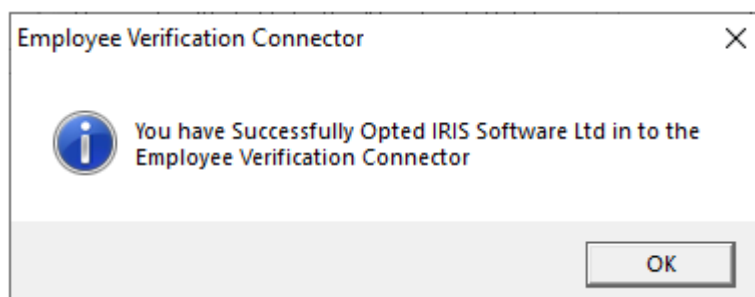 Employee Verification Connector
You have Successfully Opted IRIS Software Ltd in to the
Employee Verification Connector
OK